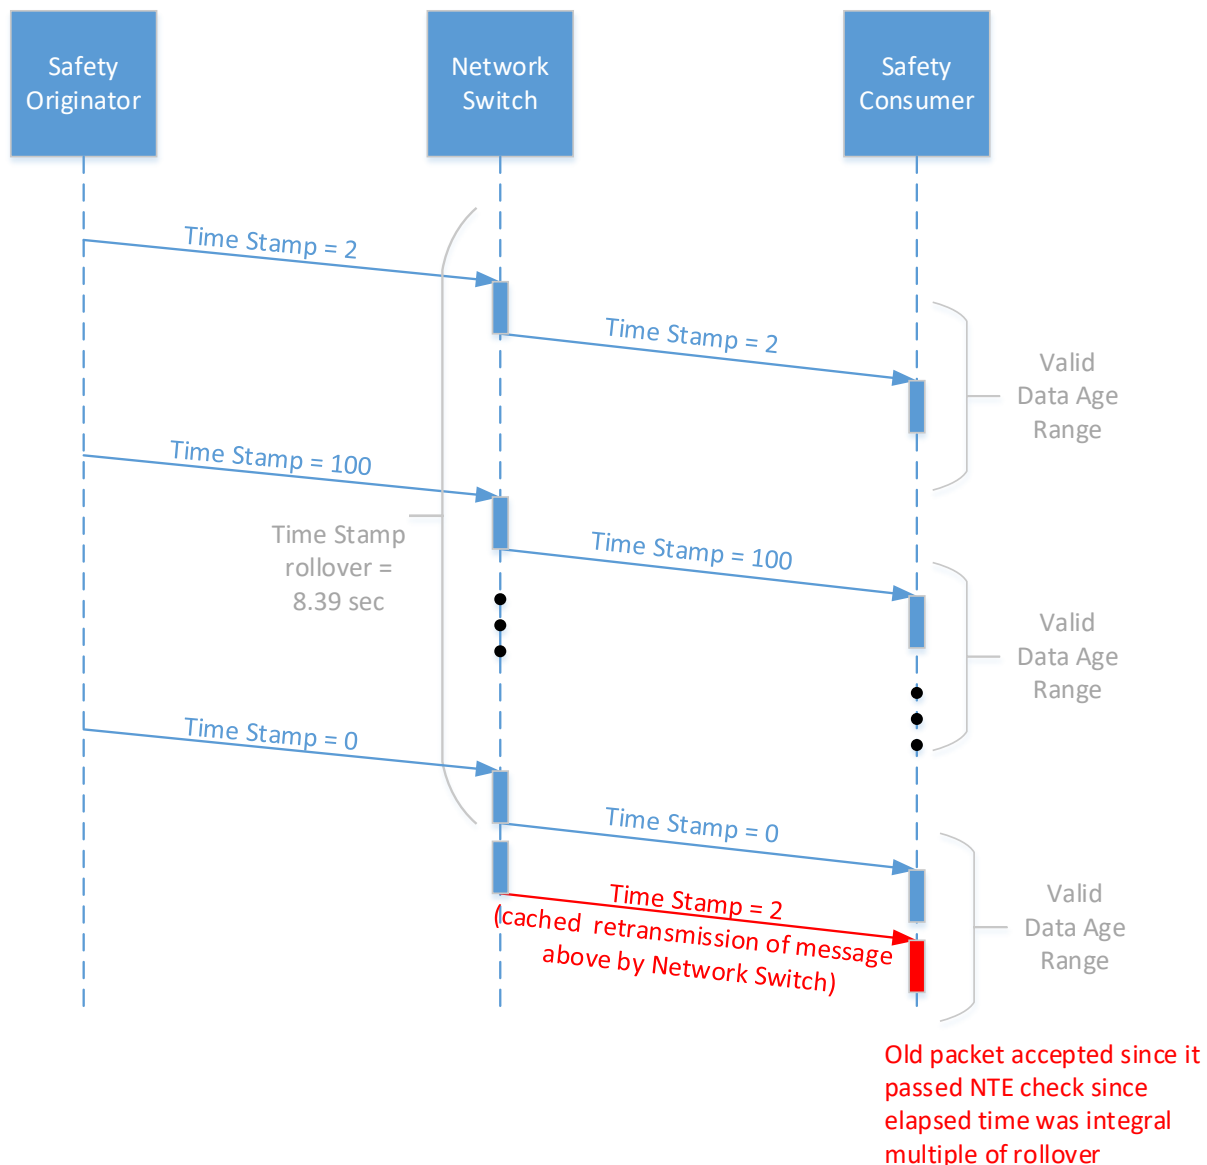 Safety
Originator
Network
Switch
Safety
Consumer
Time Stamp = 2
Time Stamp = 2
Valid
Data Age
Range
Time Stamp = 100
Time Stamp
rollover =
8.39 sec
Time Stamp = 100
Valid
Data Age
Range
Time Stamp = 0
Time Stamp = 0
Time Stamp = 2
(cached  retransmission of message
above by Network Switch)
Valid
Data Age
Range
Old packet accepted since it
passed NTE check since
elapsed time was integral
multiple of rollover